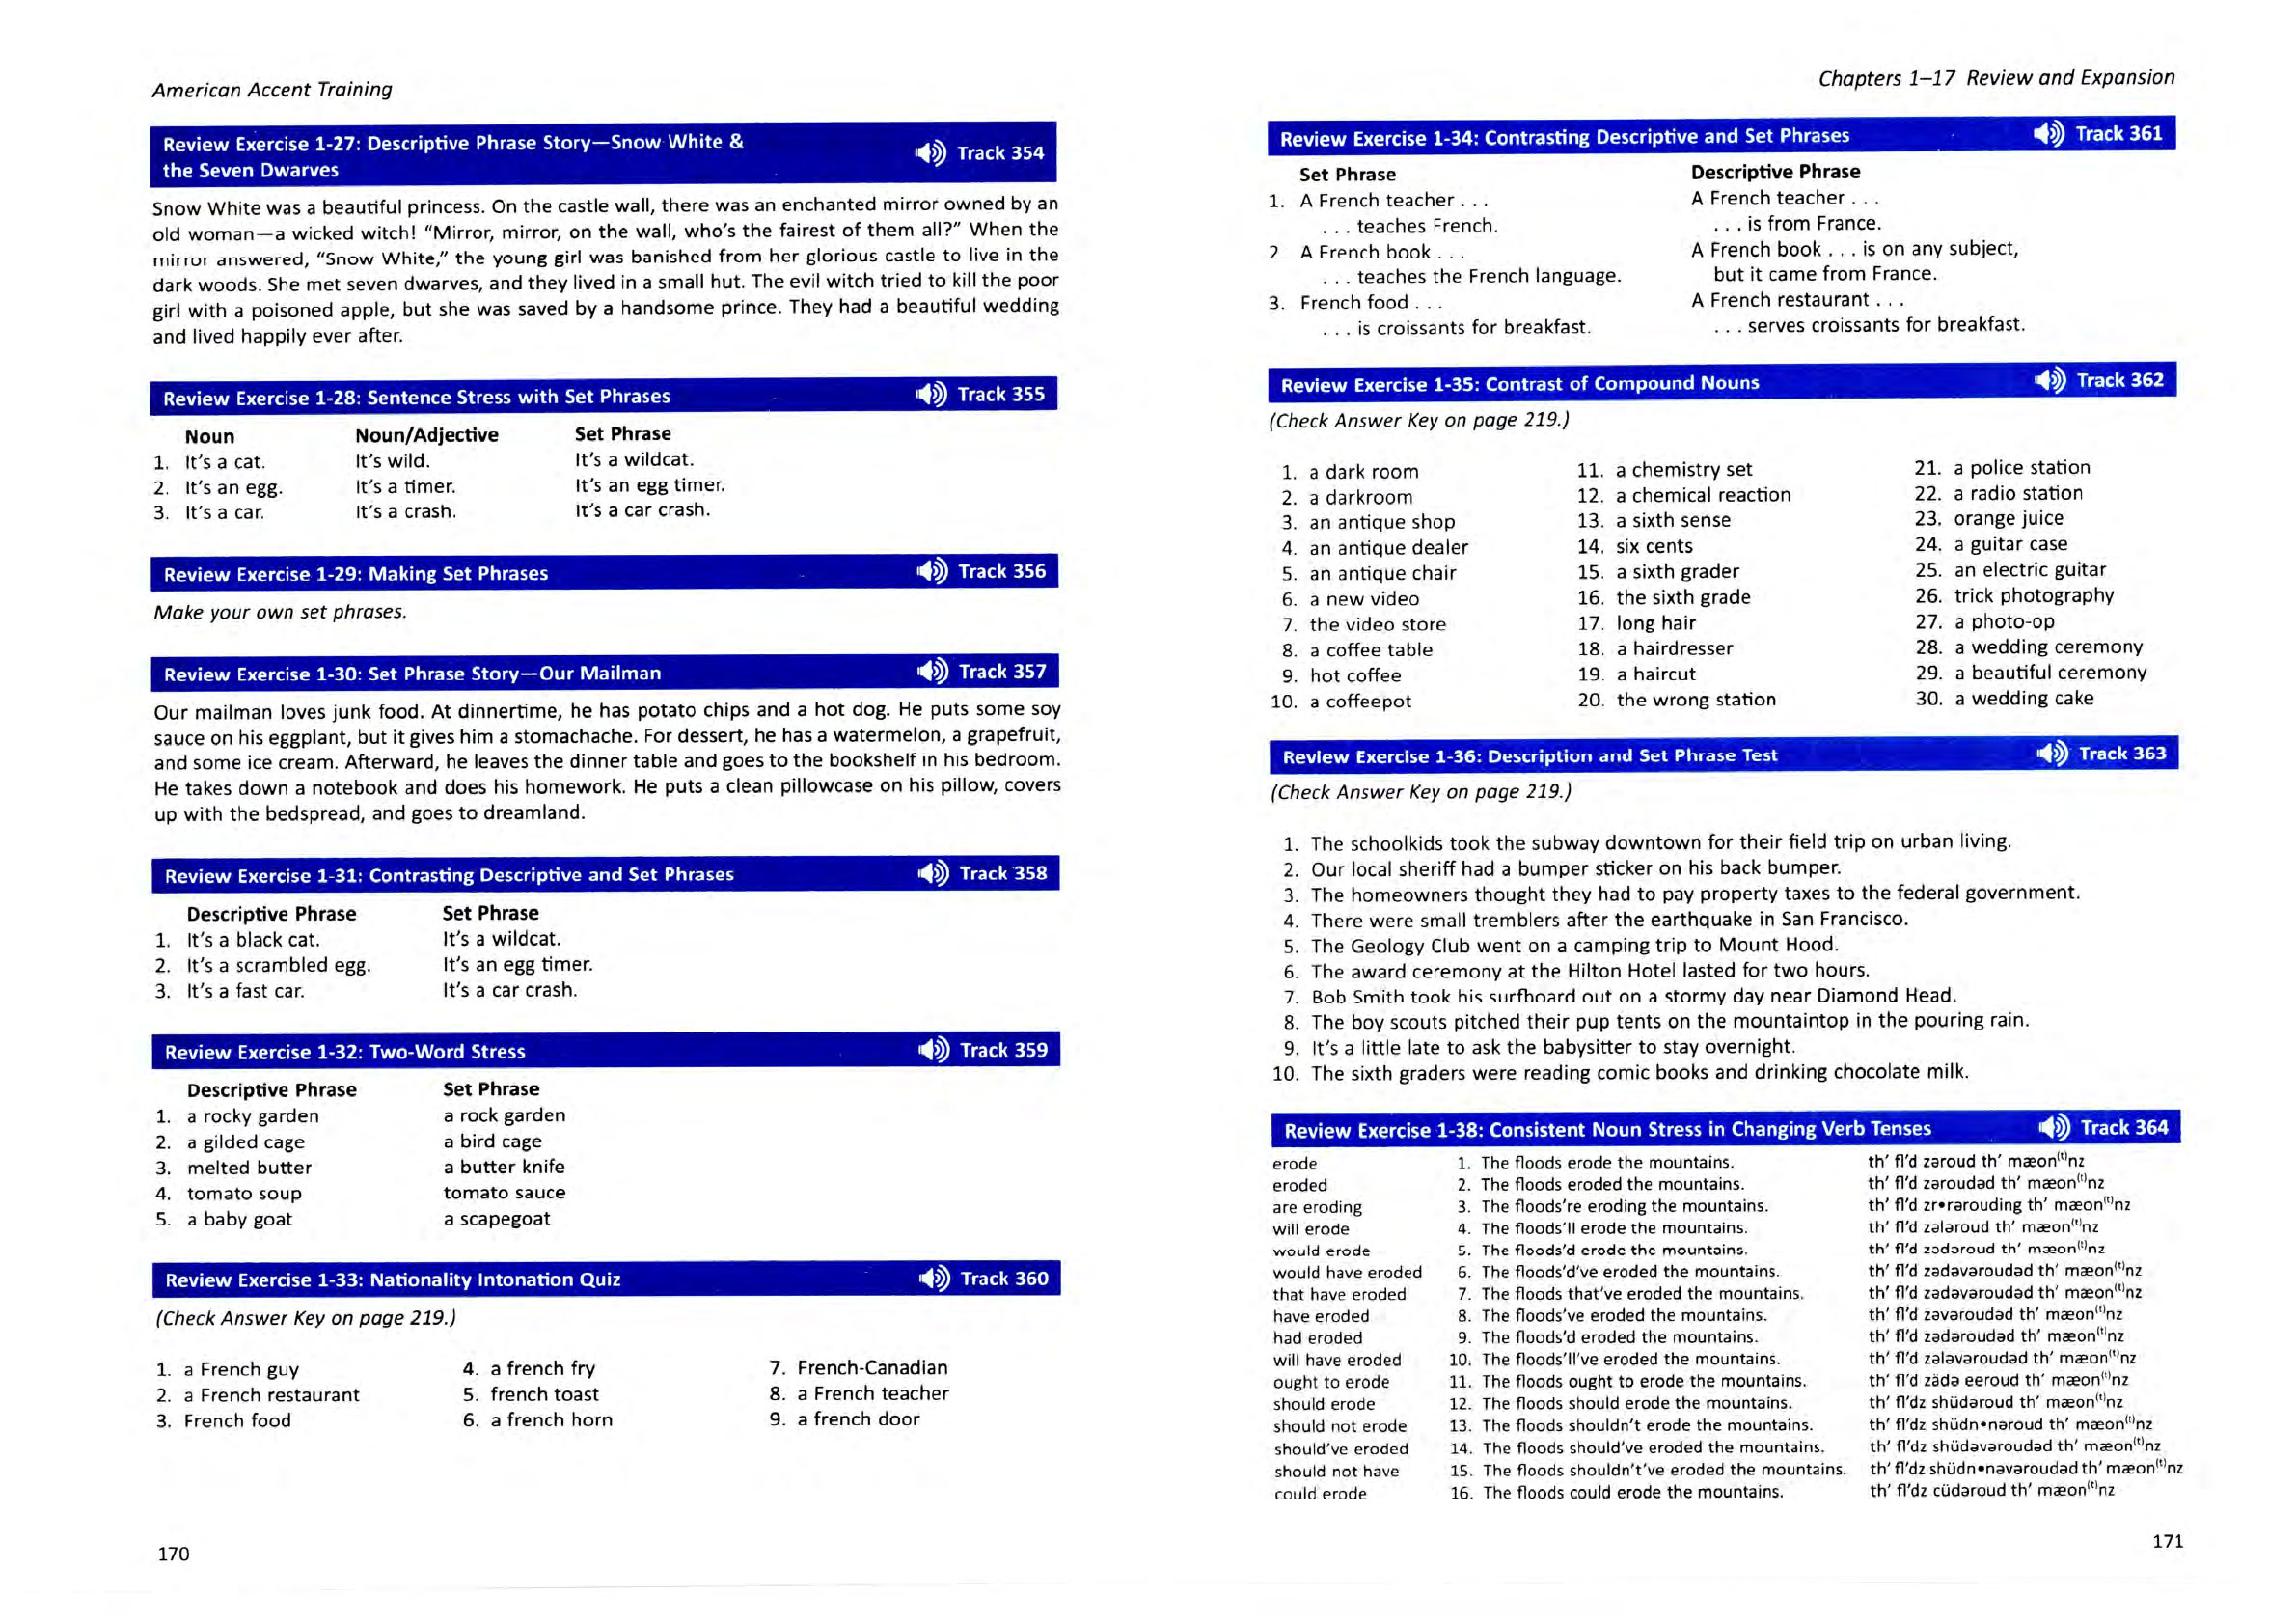 American Accent Training
Review Exercise 1-27: Descriptive Phrase Story—Snow White &
the Seven Dwarves
Track 354
Snow White was a beautiful princess. On the castle wall, there was an enchanted mirror owned by an
old woman—a wicked witch! "Mirror, mirror, on the wall, who's the fairest of them all?" When the
mirror answered, "Snow White," the young girl was banished from her glorious castle to live in the
dark woods. She met seven dwarves, and they lived in a small hut. The evil witch tried to kill the poor
girl with a poisoned apple, but she was saved by a handsome prince. They had a beautiful wedding
and lived happily ever after.
Review Exercise 1-28: Sentence Stress with Set Phrases Track 355
Noun Noun/Adjective Set Phrase
1. It's a cat. It's wild. It's a wildcat.
2. It's an egg. It's a timer. It's an egg timer.
3. It's a car. It's a crash. It's a car crash.
Review Exercise 1-29: Making Set Phrases Track 356
Make your own set phrases.
Review Exercise 1-30: Set Phrase Story—Our Mailman Track 357
Our mailman loves junk food. At dinnertime, he has potato chips and a hot dog. He puts some soy
sauce on his eggplant, but it gives him a stomachache. For dessert, he has a watermelon, a grapefruit,
and some ice cream. Afterward, he leaves the dinner table and goes to the bookshelf in his bedroom.
He takes down a notebook and does his homework. He puts a clean pillowcase on his pillow, covers
up with the bedspread, and goes to dreamland.
Review Exercise 1-31: Contrasting Descriptive and Set Phrases Track 358
Descriptive Phrase Set Phrase
1. It's a black cat. It's a wildcat.
2. It's a scrambled egg. It's an egg timer.
3. It's a fast car. It's a car crash.
Review Exercise 1-32: Two-Word Stress Track 359
Descriptive Phrase Set Phrase
1. a rocky garden a rock garden
2. a gilded cage a bird cage
3. melted butter a butter knife
4. tomato soup tomato sauce
5. a baby goat a scapegoat
Review Exercise 1-33: Nationality Intonation Quiz Track 360
(Check Answer Key on page 219.)
1. a French guy 4. a french fry 7. French-Canadian
2. a French restaurant 5. french toast 8. a French teacher
3. French food 6. a french horn 9. a french door
170
Chapters 1–17 Review and Expansion
Review Exercise 1-34: Contrasting Descriptive and Set Phrases Track 361
Set Phrase Descriptive Phrase
1. A French teacher . . . A French teacher . . .
. . . teaches French. . . . is from France.
2 A French book . . . A French book . . . is on any subject,
. . . teaches the French language. but it came from France.
3. French food . . . A French restaurant . . .
. . . is croissants for breakfast. . . . serves croissants for breakfast.
Review Exercise 1-35: Contrast of Compound Nouns Track 362
(Check Answer Key on page 219.)
1. a dark room 11. a chemistry set 21. a police station
2. a darkroom 12. a chemical reaction 22. a radio station
3. an antique shop 13. a sixth sense 23. orange juice
4. an antique dealer 14. six cents 24. a guitar case
5. an antique chair 15. a sixth grader 25. an electric guitar
6. a new video 16. the sixth grade 26. trick photography
7. the video store 17. long hair 27. a photo-op
8. a coffee table 18. a hairdresser 28. a wedding ceremony
9. hot coffee 19. a haircut 29. a beautiful ceremony
10. a coffeepot 20. the wrong station 30. a wedding cake
Review Exercise 1-36: Description and Set Phrase Test Track 363
(Check Answer Key on page 219.)
1. The schoolkids took the subway downtown for their field trip on urban living.
2. Our local sheriff had a bumper sticker on his back bumper.
3. The homeowners thought they had to pay property taxes to the federal government.
4. There were small tremblers after the earthquake in San Francisco.
5. The Geology Club went on a camping trip to Mount Hood.
6. The award ceremony at the Hilton Hotel lasted for two hours.
7. Bob Smith took his surfboard out on a stormy day near Diamond Head.
8. The boy scouts pitched their pup tents on the mountaintop in the pouring rain.
9. It's a little late to ask the babysitter to stay overnight.
10. The sixth graders were reading comic books and drinking chocolate milk.
Review Exercise 1-38: Consistent Noun Stress in Changing Verb Tenses Track 364
erode 1. The floods erode the mountains. th' fl'd zəroud th' mæon⁽ᵗ⁾nz
eroded 2. The floods eroded the mountains. th' fl'd zəroudəd th' mæon⁽ᵗ⁾nz
are eroding 3. The floods're eroding the mountains. th' fl'd zr•rərouding th' mæon⁽ᵗ⁾nz
will erode 4. The floods'll erode the mountains. th' fl'd zələroud th' mæon⁽ᵗ⁾nz
would erode 5. The floods'd erode the mountains. th' fl'd zədəroud th' mæon⁽ᵗ⁾nz
would have eroded 6. The floods'd've eroded the mountains. th' fl'd zədəvəroudəd th' mæon⁽ᵗ⁾nz
that have eroded 7. The floods that've eroded the mountains. th' fl'd zədəvəroudəd th' mæon⁽ᵗ⁾nz
have eroded 8. The floods've eroded the mountains. th' fl'd zəvəroudəd th' mæon⁽ᵗ⁾nz
had eroded 9. The floods'd eroded the mountains. th' fl'd zədəroudəd th' mæon⁽ᵗ⁾nz
will have eroded 10. The floods'll've eroded the mountains. th' fl'd zələvəroudəd th' mæon⁽ᵗ⁾nz
ought to erode 11. The floods ought to erode the mountains. th' fl'd zädə eeroud th' mæon⁽ᵗ⁾nz
should erode 12. The floods should erode the mountains. th' fl'dz shüdəroud th' mæon⁽ᵗ⁾nz
should not erode 13. The floods shouldn't erode the mountains. th' fl'dz shüdn•nəroud th' mæon⁽ᵗ⁾nz
should've eroded 14. The floods should've eroded the mountains. th' fl'dz shüdəvəroudəd th' mæon⁽ᵗ⁾nz
should not have 15. The floods shouldn't've eroded the mountains. th' fl'dz shüdn•nəvəroudəd th' mæon⁽ᵗ⁾nz
could erode 16. The floods could erode the mountains. th' fl'dz cüdəroud th' mæon⁽ᵗ⁾nz
171